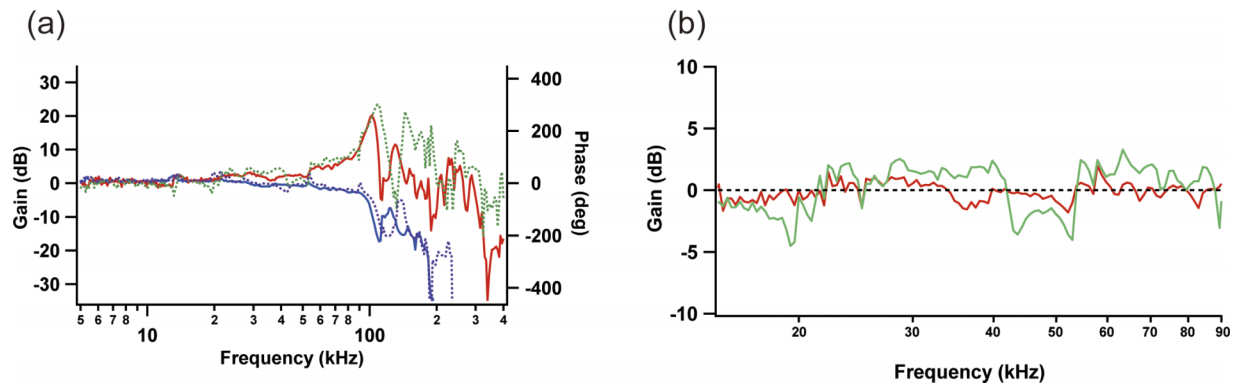 (a)
Gain (dB)
30
20
10
0
-10
-20
-30
400
200
0
-200
-400
Phase (deg)
5 6 7 8 10 2 3 4 5 6 7 8 100 2 3 4
Frequency (kHz)
(b)
Gain (dB)
10
5
0
-5
-10
20 30 40 50 60 70 80 90
Frequency (kHz)